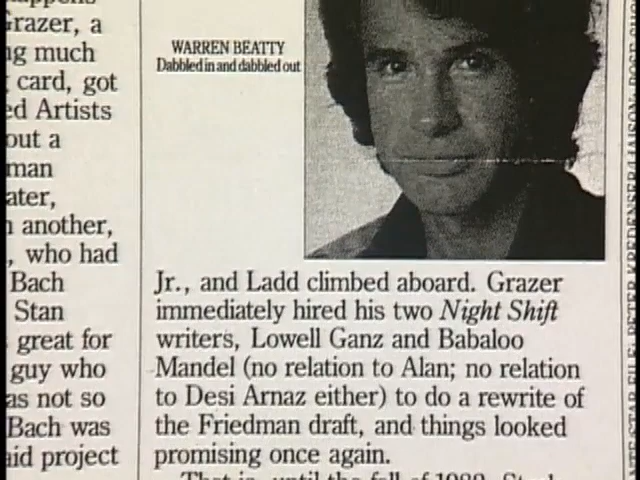 Grazer, a
much
card, got
Artists
out a
man
another,
, who had
Bach
Stan
great for
guy who
as not so
Bach was
project
WARREN BEATTY
Dabbled in and dabbled out
Jr., and Ladd climbed aboard. Grazer
immediately hired his two Night Shift
writers, Lowell Ganz and Babaloo
Mandel (no relation to Alan; no relation
to Desi Arnaz either) to do a rewrite of
the Friedman draft, and things looked
promising once again.